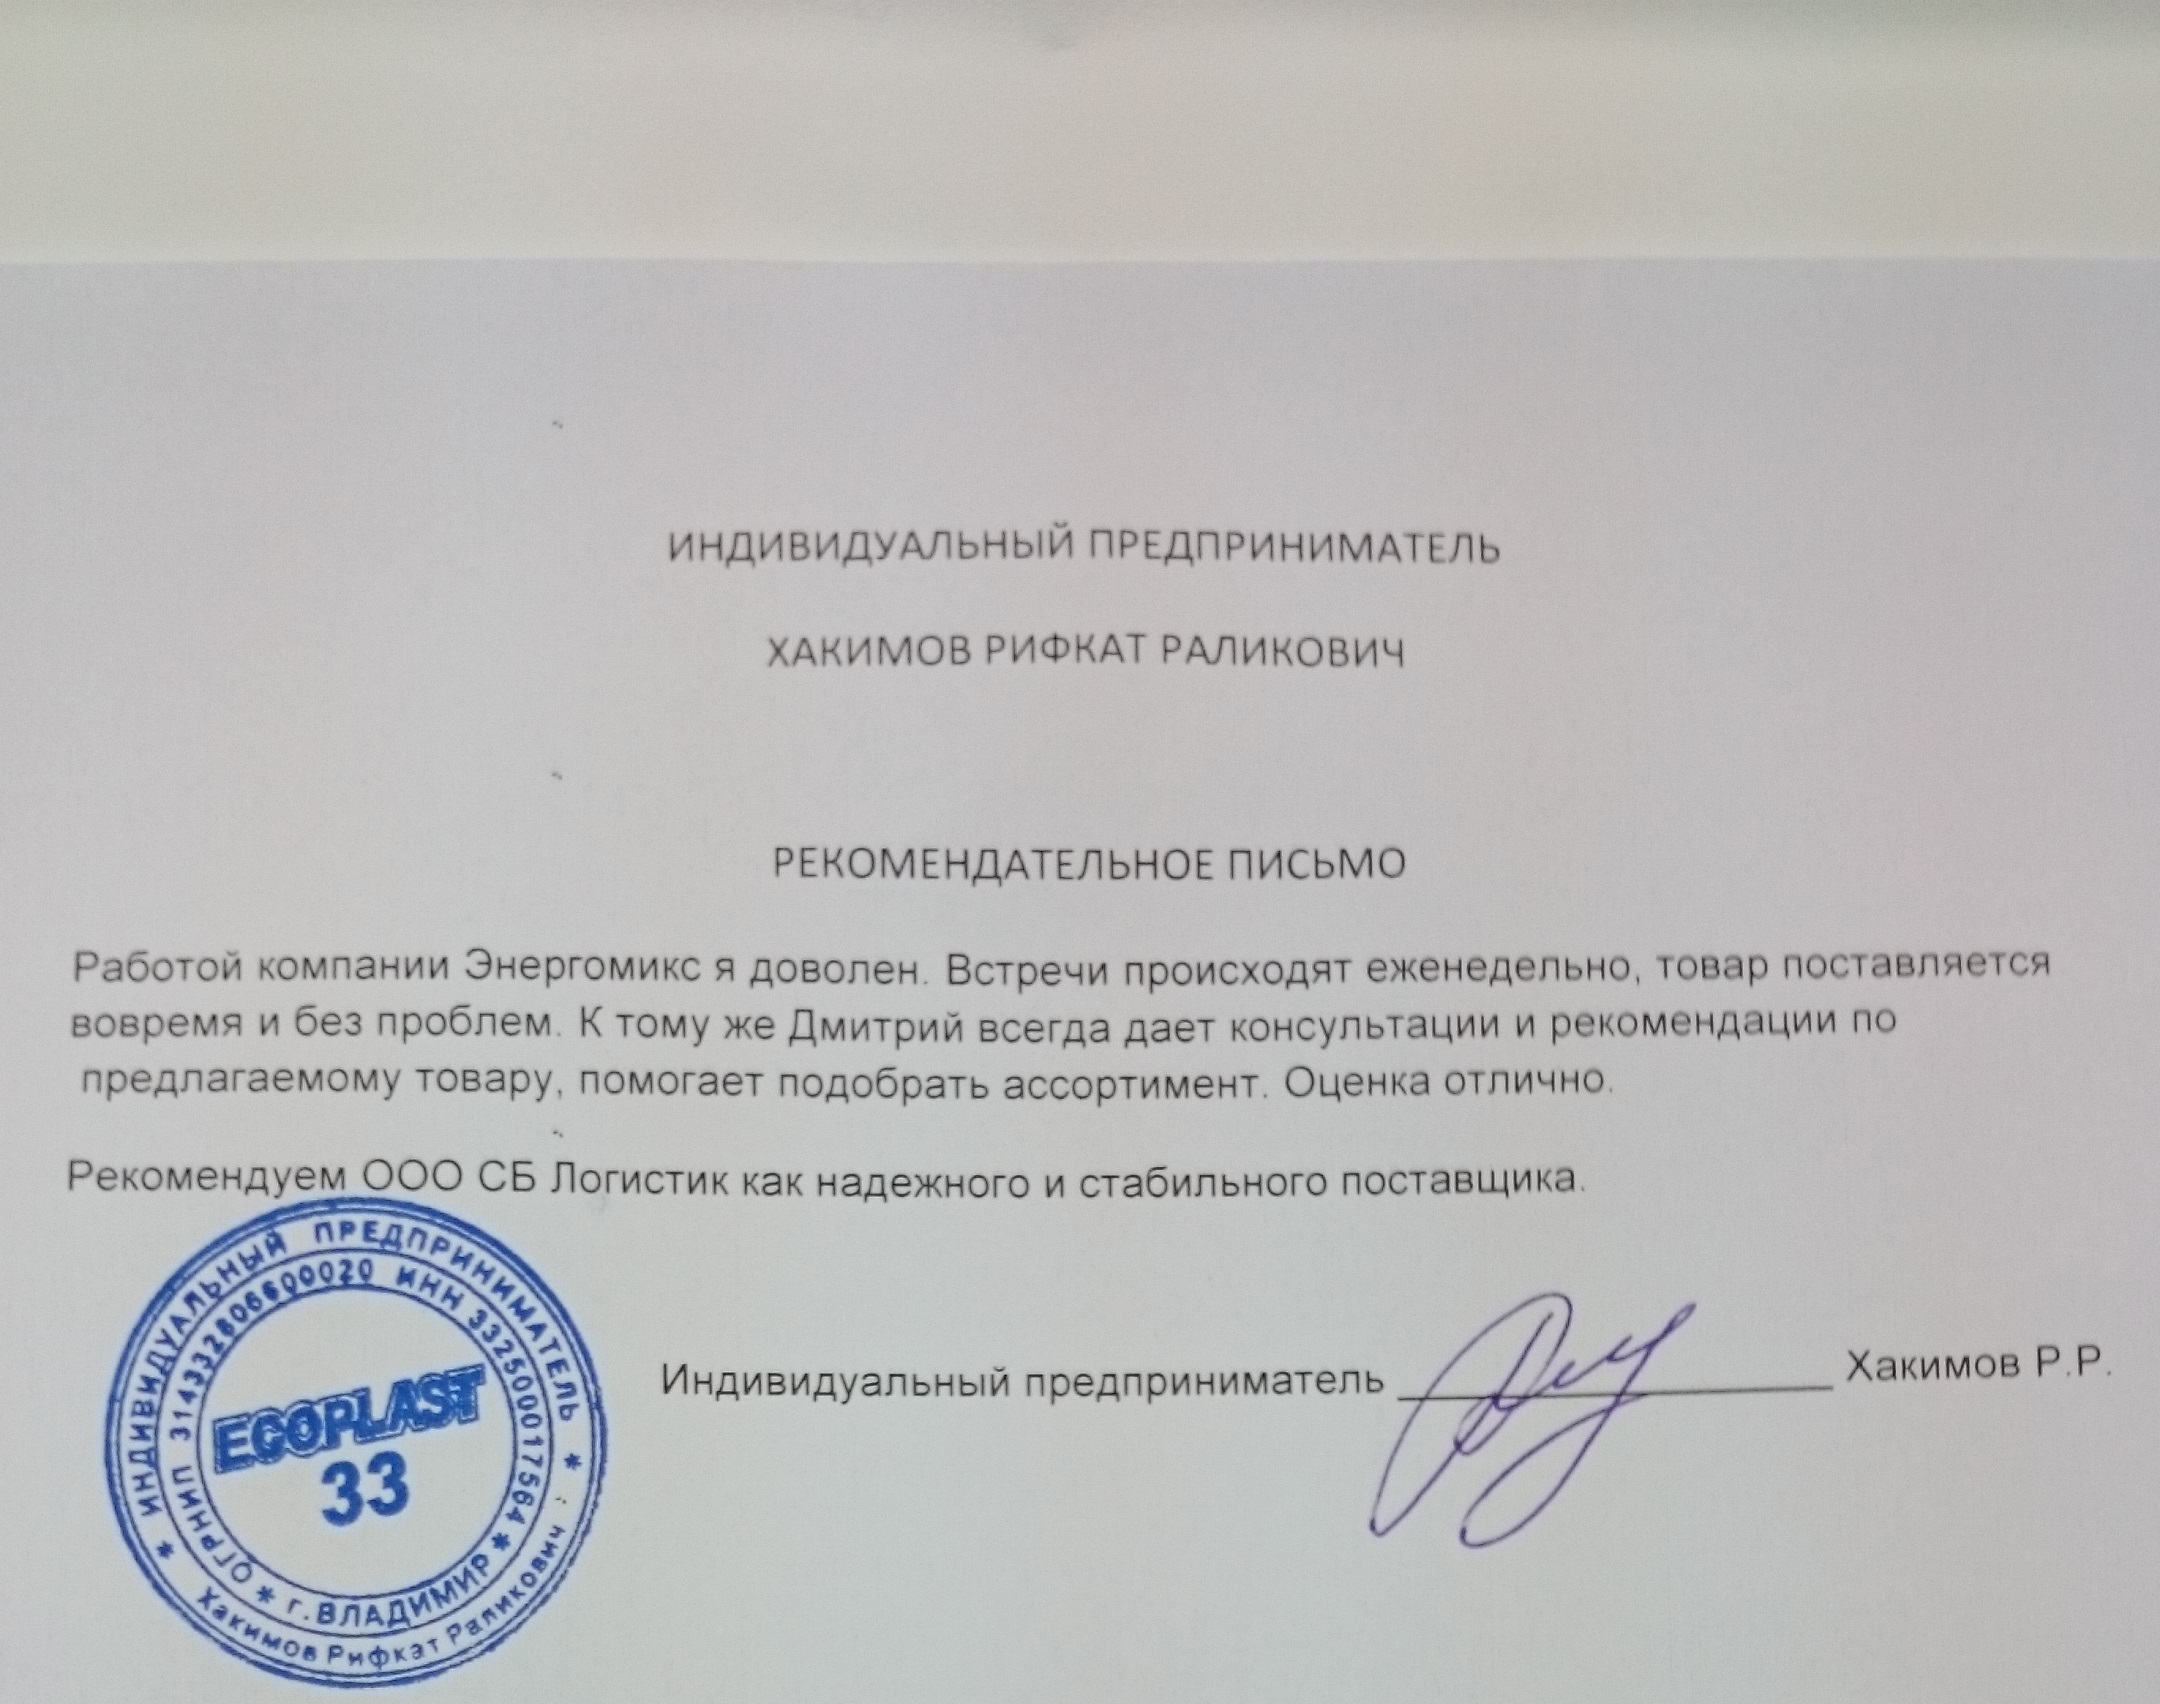 ИНДИВИДУАЛЬНЫЙ ПРЕДПРИНИМАТЕЛЬ
ХАКИМОВ РИФКАТ РАЛИКОВИЧ
РЕКОМЕНДАТЕЛЬНОЕ ПИСЬМО
Работой компании Энергомикс я доволен. Встречи происходят еженедельно, товар поставляется
вовремя и без проблем. К тому же Дмитрий всегда дает консультации и рекомендации по
предлагаемому товару, помогает подобрать ассортимент. Оценка отлично.
Рекомендуем ООО СБ Логистик как надежного и стабильного поставщика.
Индивидуальный предприниматель Хакимов Р.Р.
* ИНДИВИДУАЛЬНЫЙ ПРЕДПРИНИМАТЕЛЬ *
Хакимов Рифкат Раликович
ОГРНИП 314332806600020 ИНН 332500017564
* г.ВЛАДИМИР *
ECOPLAST
33